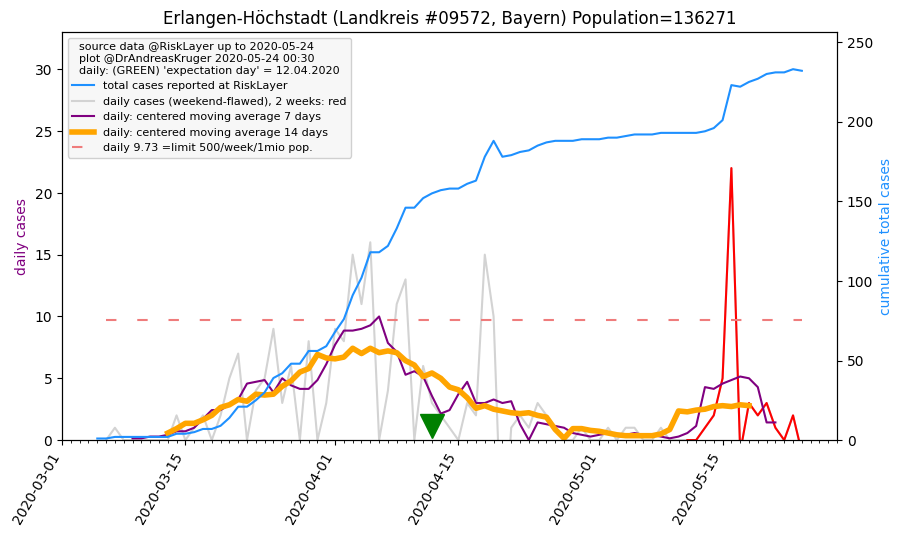 Erlangen-Höchstadt (Landkreis #09572, Bayern) Population=136271
source data @RiskLayer up to 2020-05-24
plot @DrAndreasKruger 2020-05-24 00:30
daily: (GREEN) 'expectation day' = 12.04.2020
total cases reported at RiskLayer
daily cases (weekend-flawed), 2 weeks: red
daily: centered moving average 7 days
daily: centered moving average 14 days
daily 9.73 =limit 500/week/1mio pop.
daily cases
30
25
20
15
10
5
0
cumulative total cases
250
200
150
100
50
0
2020-03-01
2020-03-15
2020-04-01
2020-04-15
2020-05-01
2020-05-15